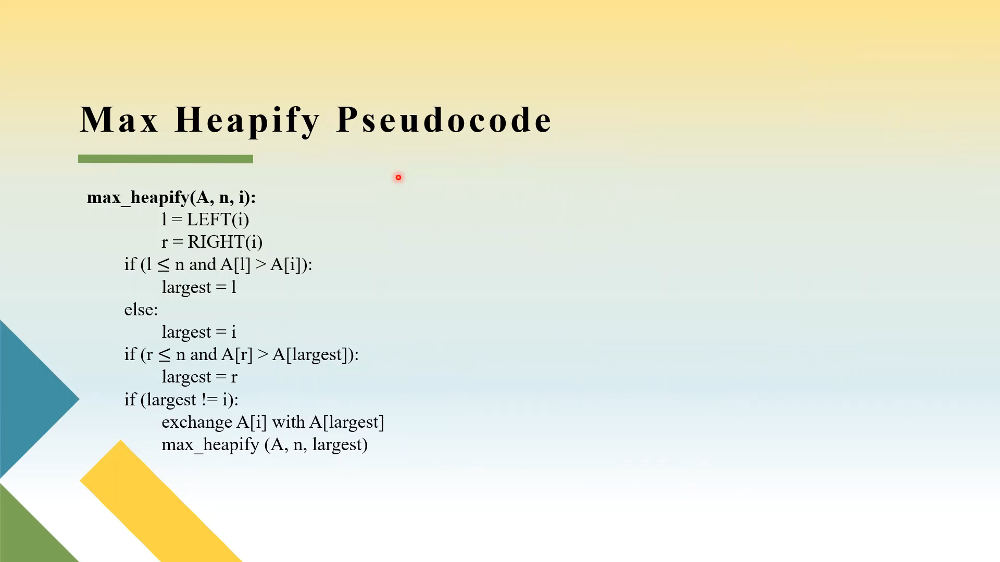 Max Heapify Pseudocode
max_heapify(A, n, i):
l = LEFT(i)
r = RIGHT(i)
if (l ≤ n and A[l] > A[i]):
largest = l
else:
largest = i
if (r ≤ n and A[r] > A[largest]):
largest = r
if (largest != i):
exchange A[i] with A[largest]
max_heapify (A, n, largest)